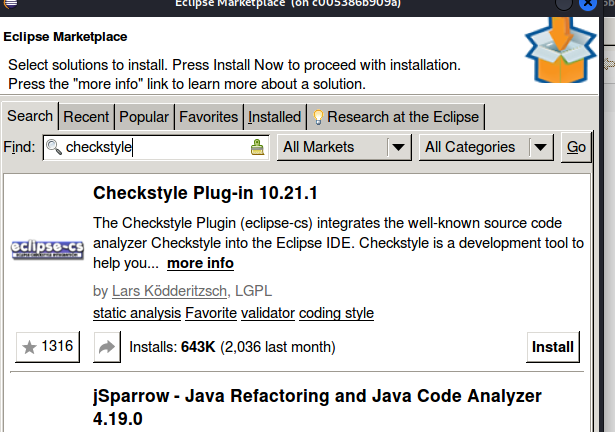 Eclipse Marketplace (on c005386b909a)
Eclipse Marketplace
Select solutions to install. Press Install Now to proceed with installation.
Press the "more info" link to learn more about a solution.
Search Recent Popular Favorites Installed Research at the Eclipse
Find: checkstyle All Markets All Categories Go
Checkstyle Plug-in 10.21.1
The Checkstyle Plugin (eclipse-cs) integrates the well-known source code
eclipse-cs analyzer Checkstyle into the Eclipse IDE. Checkstyle is a development tool to
help you... more info
by Lars Ködderitzsch, LGPL
static analysis Favorite validator coding style
1316 Installs: 643K (2,036 last month) Install
jSparrow - Java Refactoring and Java Code Analyzer
4.19.0